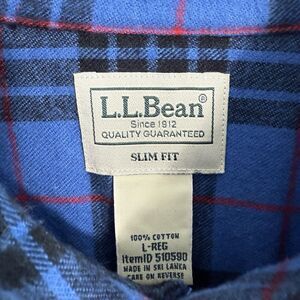 L.L.Bean®
Since 1912
QUALITY GUARANTEED
SLIM FIT
100% COTTON
L-REG
ItemID 510590
MADE IN SRI LANKA
CARE ON REVERSE